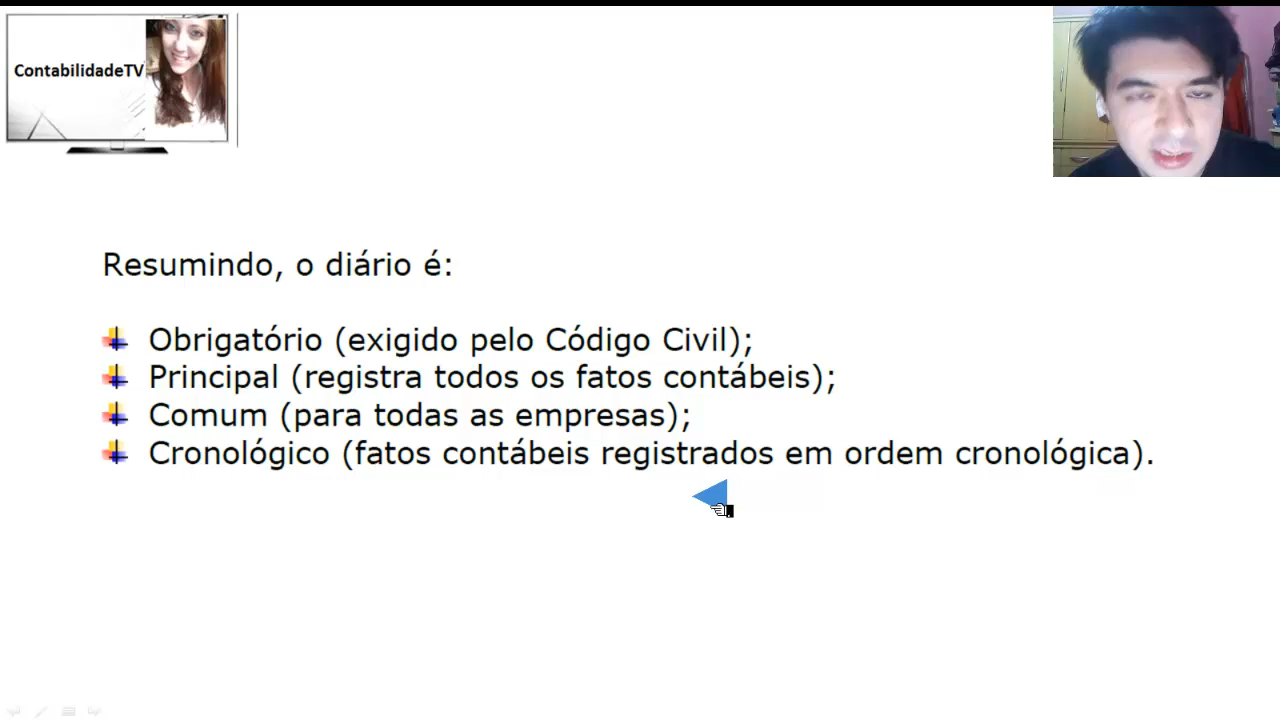 ContabilidadeTV
Resumindo, o diário é:
Obrigatório (exigido pelo Código Civil);
Principal (registra todos os fatos contábeis);
Comum (para todas as empresas);
Cronológico (fatos contábeis registrados em ordem cronológica).